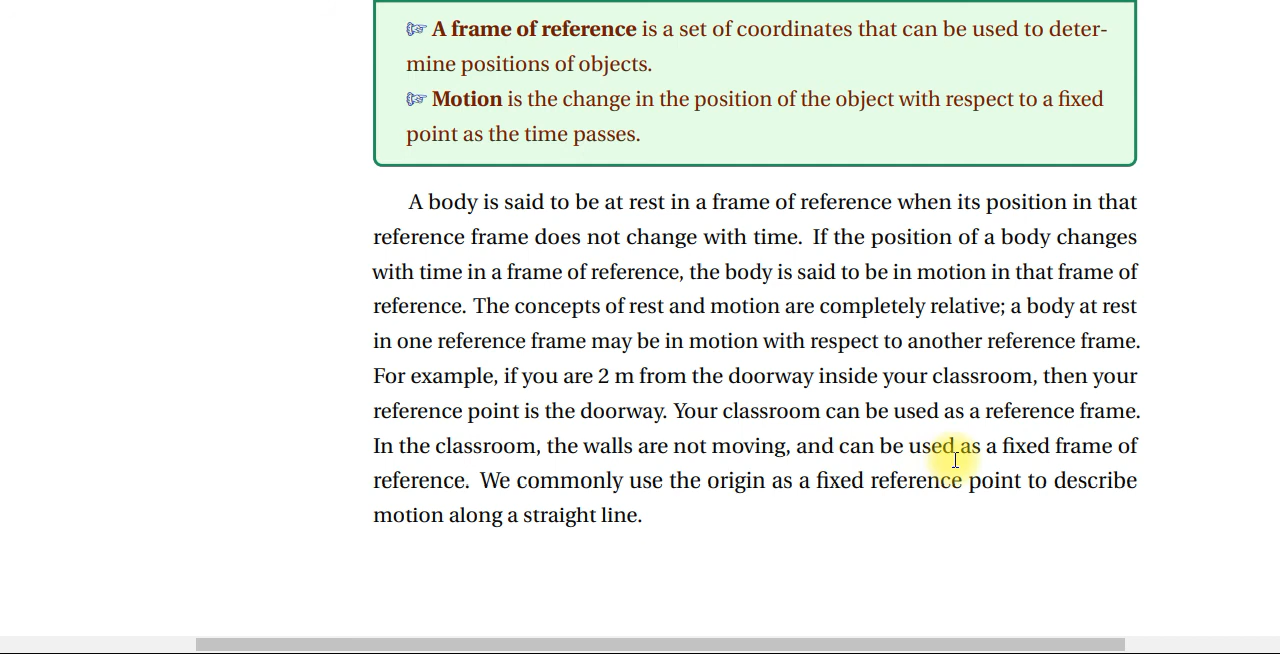 ☞ A frame of reference is a set of coordinates that can be used to deter-
mine positions of objects.
☞ Motion is the change in the position of the object with respect to a fixed
point as the time passes.
A body is said to be at rest in a frame of reference when its position in that
reference frame does not change with time. If the position of a body changes
with time in a frame of reference, the body is said to be in motion in that frame of
reference. The concepts of rest and motion are completely relative; a body at rest
in one reference frame may be in motion with respect to another reference frame.
For example, if you are 2 m from the doorway inside your classroom, then your
reference point is the doorway. Your classroom can be used as a reference frame.
In the classroom, the walls are not moving, and can be used as a fixed frame of
reference. We commonly use the origin as a fixed reference point to describe
motion along a straight line.